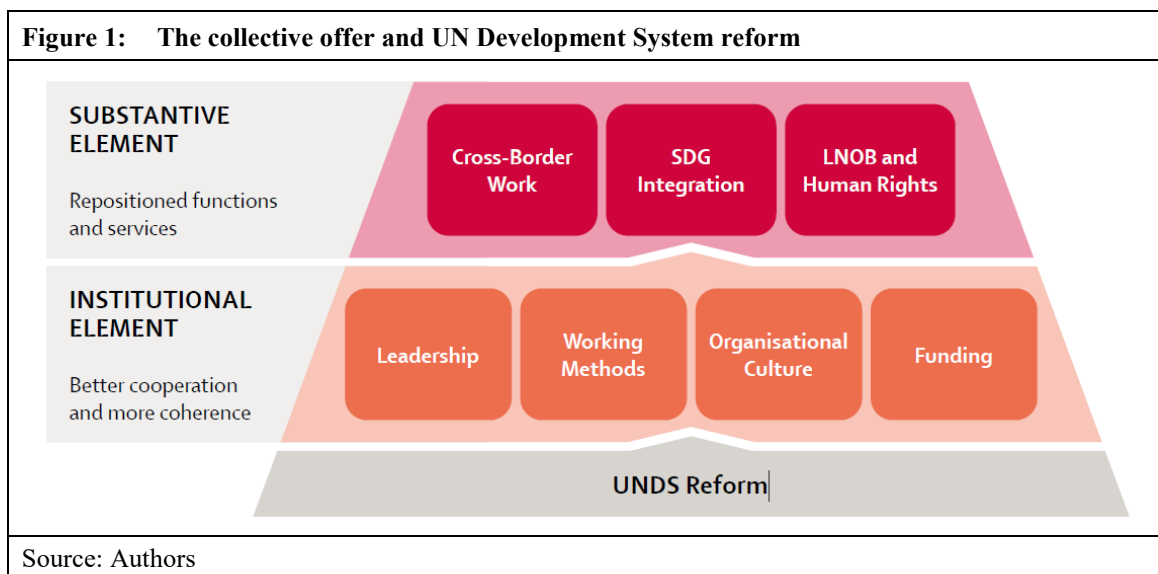 Figure 1: The collective offer and UN Development System reform
SUBSTANTIVE
ELEMENT
Repositioned functions
and services
Cross-Border
Work
SDG
Integration
LNOB and
Human Rights
INSTITUTIONAL
ELEMENT
Better cooperation
and more coherence
Leadership
Working
Methods
Organisational
Culture
Funding
UNDS Reform
Source: Authors